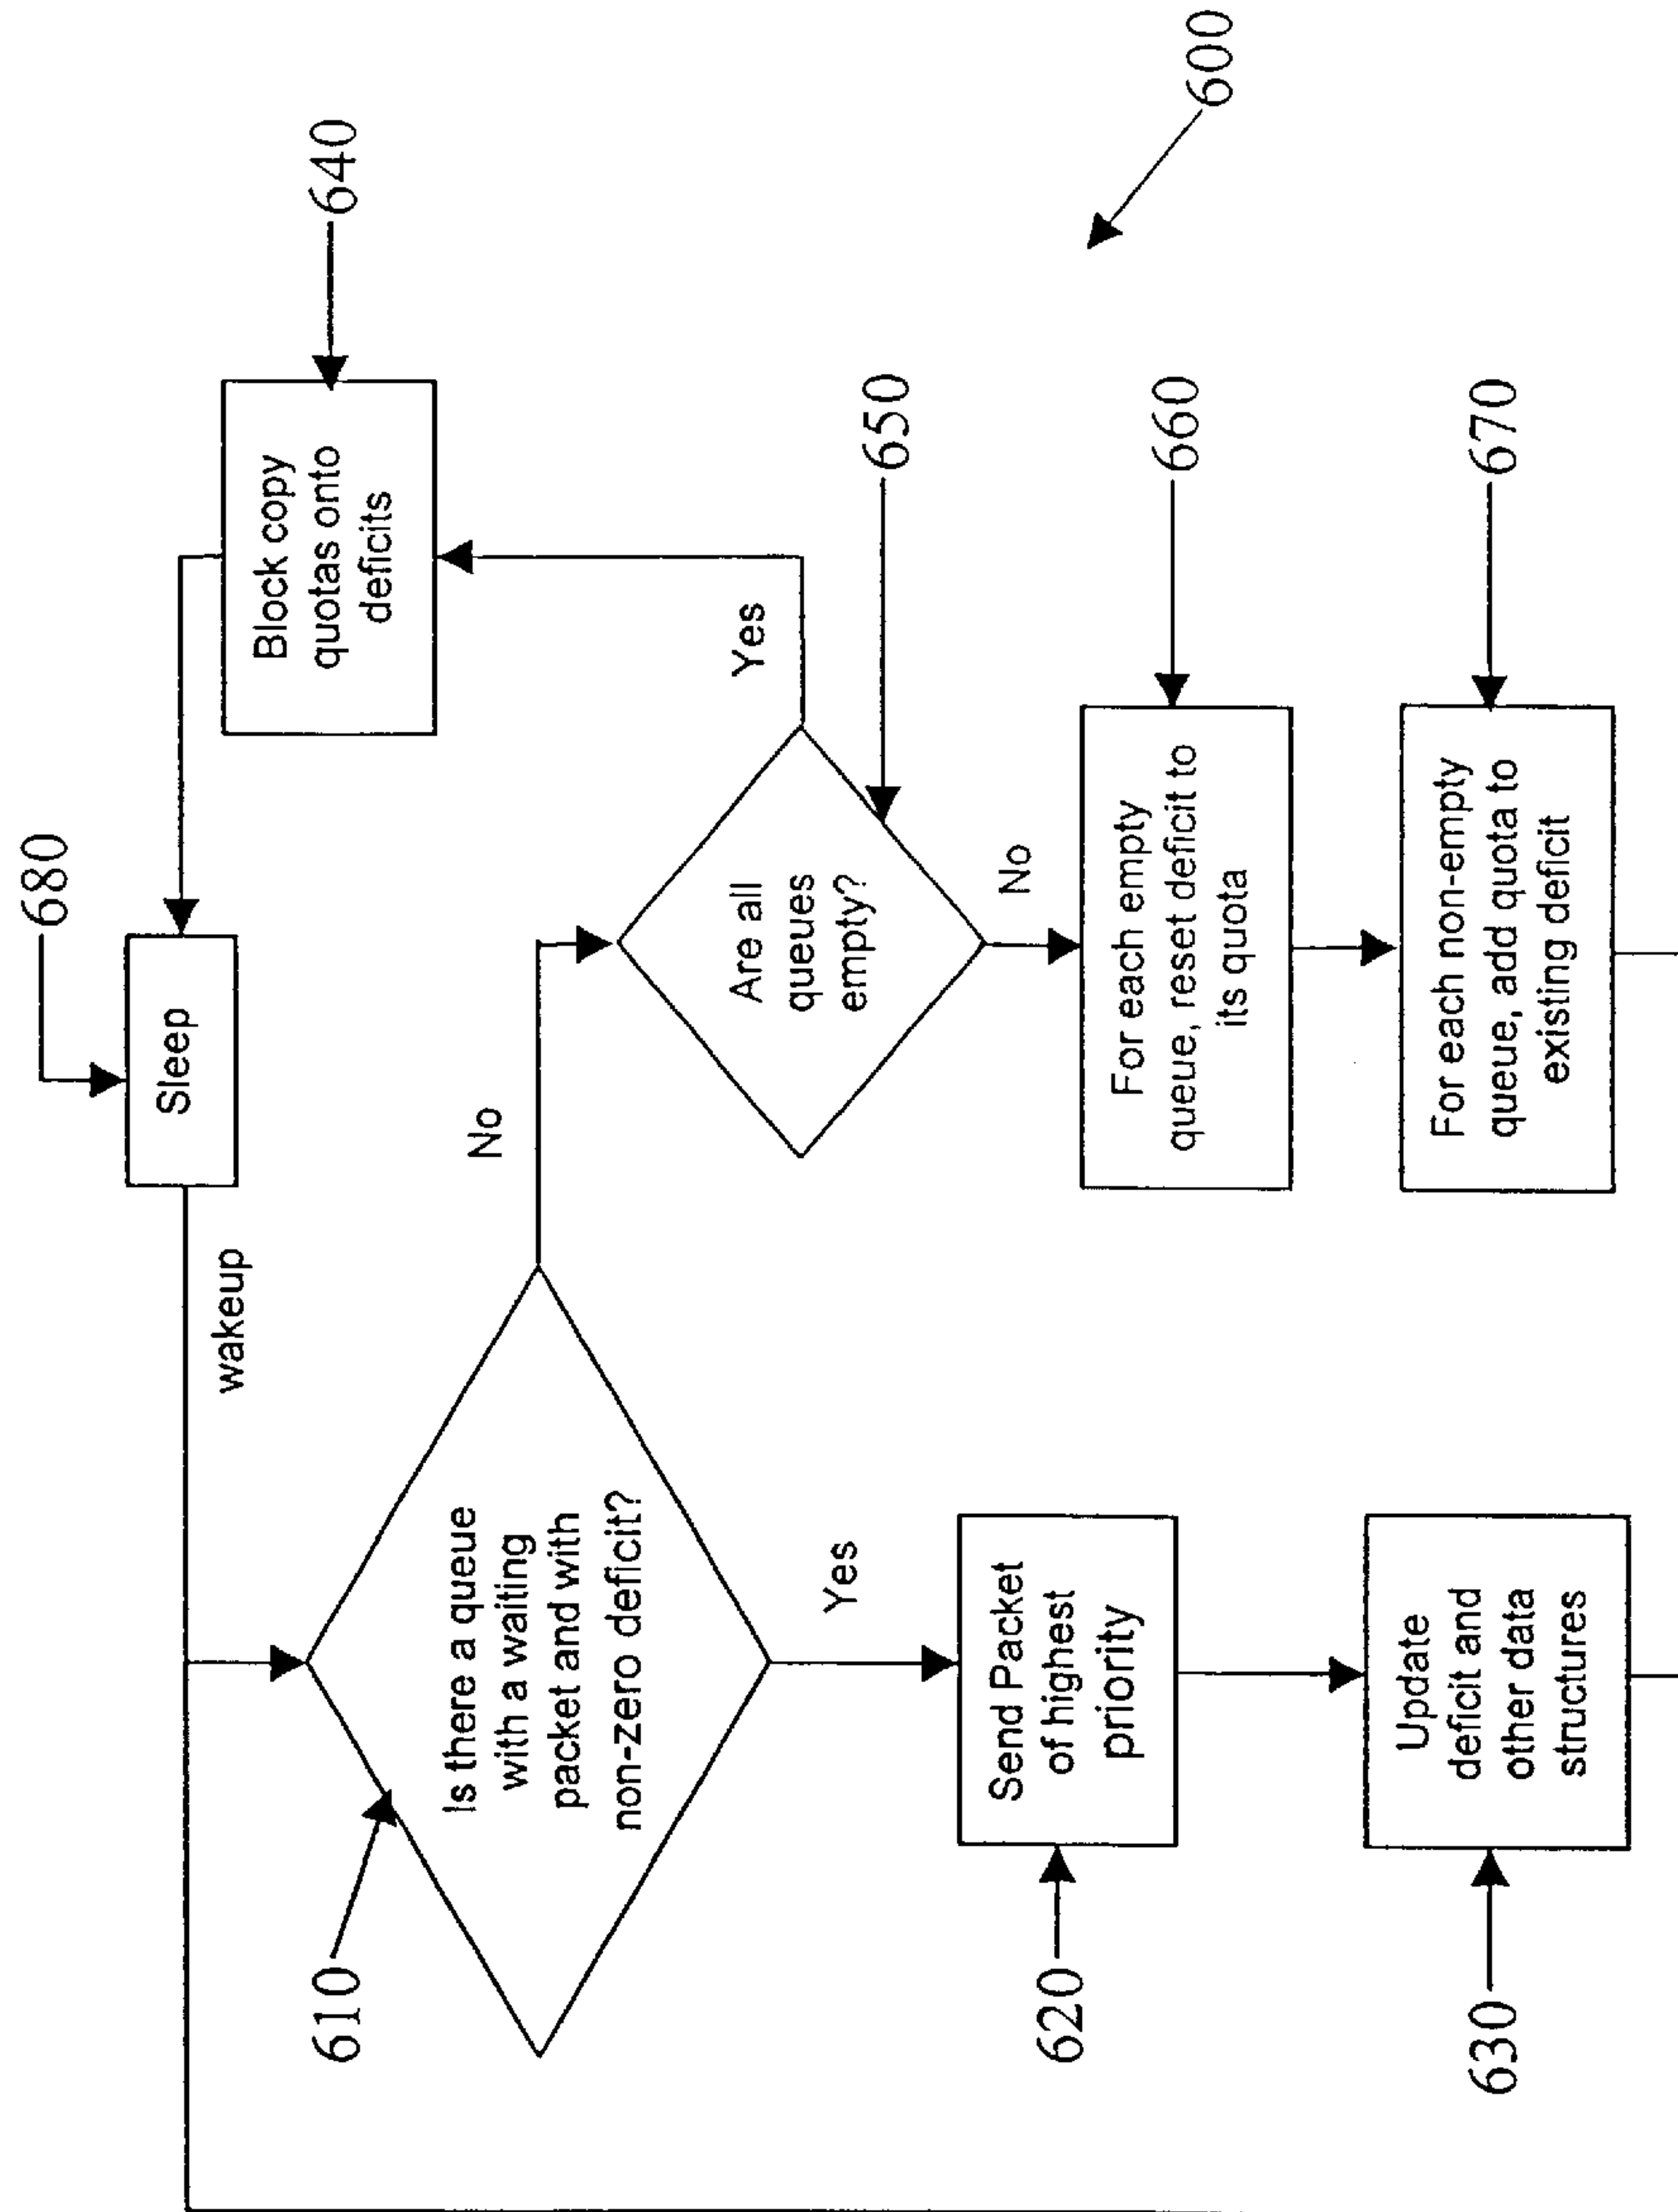 680
Sleep
wakeup
Block copy
quotas onto
deficits
640
610
Is there a queue
with a waiting
packet and with
non-zero deficit?
No
Yes
Are all
queues
empty?
Yes
650
No
620
Send Packet
of highest
priority
For each empty
queue, reset deficit to
its quota
660
630
Update
deficit and
other data
structures
For each non-empty
queue, add quota to
existing deficit
670
600